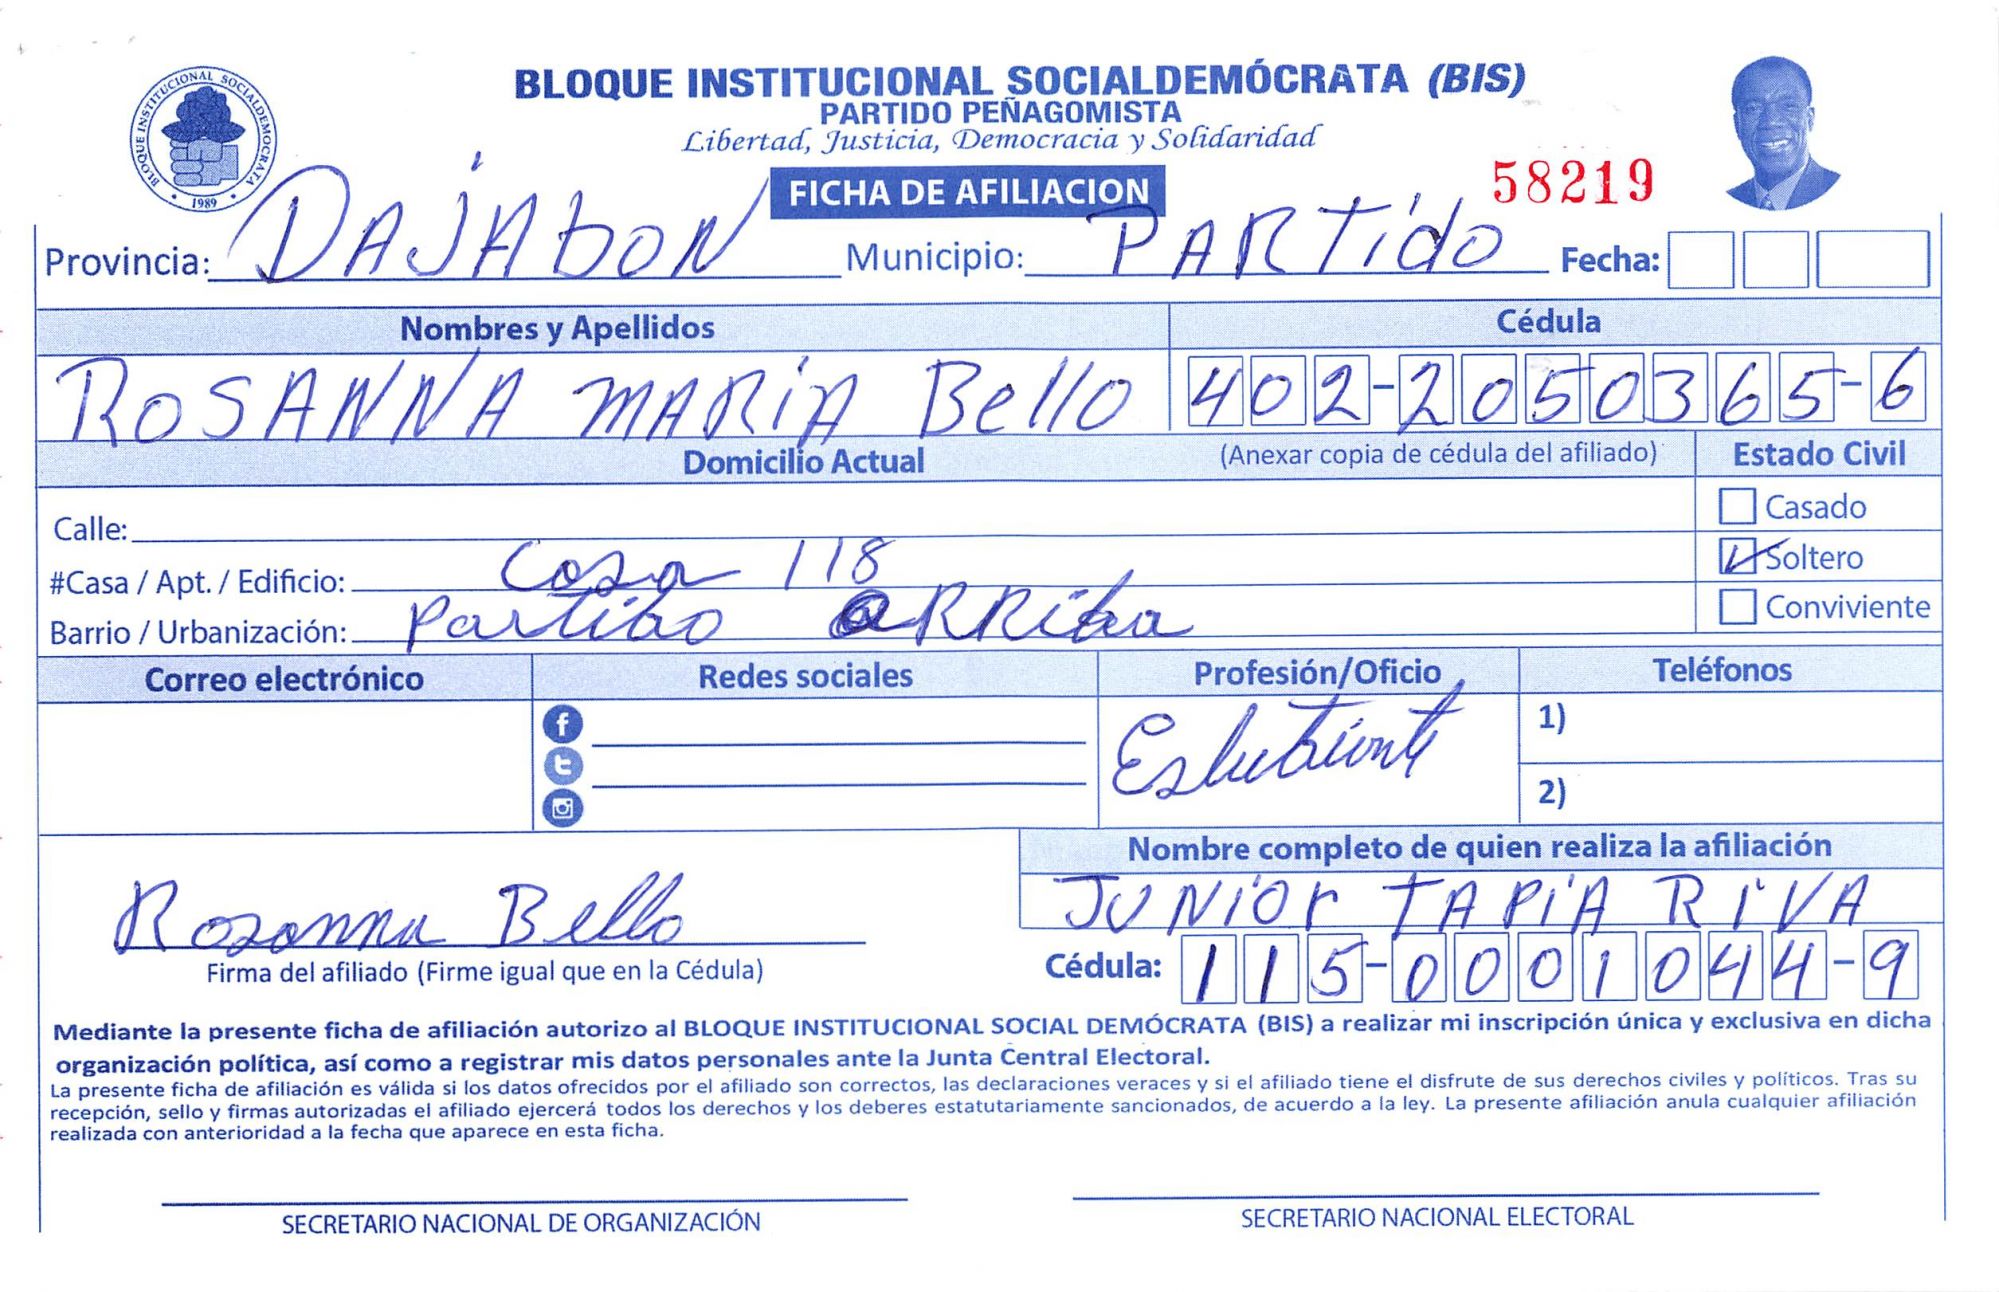 BLOQUE INSTITUCIONAL SOCIALDEMÓCRATA (BIS)
PARTIDO PEÑAGOMISTA
Libertad, Justicia, Democracia y Solidaridad
BLOQUE INSTITUCIONAL SOCIALDEMOCRATA
1989
FICHA DE AFILIACION
58219
Provincia: DAJAbON Municipio: PARTido Fecha:
Nombres y Apellidos Cédula
ROSANNA MARiA Bello 402-2050365-6
Domicilio Actual (Anexar copia de cédula del afiliado) Estado Civil
Calle:
Casado
#Casa / Apt. / Edificio: Casa 118
Soltero
Barrio / Urbanización: Partido aRRiba
Conviviente
Correo electrónico Redes sociales Profesión/Oficio Teléfonos
Estudiante
1)
2)
Nombre completo de quien realiza la afiliación
JUNiOr TAPiA RiVA
Rosanna Bello
Firma del afiliado (Firme igual que en la Cédula)
Cédula: 115-0001044-9
Mediante la presente ficha de afiliación autorizo al BLOQUE INSTITUCIONAL SOCIAL DEMÓCRATA (BIS) a realizar mi inscripción única y exclusiva en dicha
organización política, así como a registrar mis datos personales ante la Junta Central Electoral.
La presente ficha de afiliación es válida si los datos ofrecidos por el afiliado son correctos, las declaraciones veraces y si el afiliado tiene el disfrute de sus derechos civiles y políticos. Tras su
recepción, sello y firmas autorizadas el afiliado ejercerá todos los derechos y los deberes estatutariamente sancionados, de acuerdo a la ley. La presente afiliación anula cualquier afiliación
realizada con anterioridad a la fecha que aparece en esta ficha.
SECRETARIO NACIONAL DE ORGANIZACIÓN
SECRETARIO NACIONAL ELECTORAL